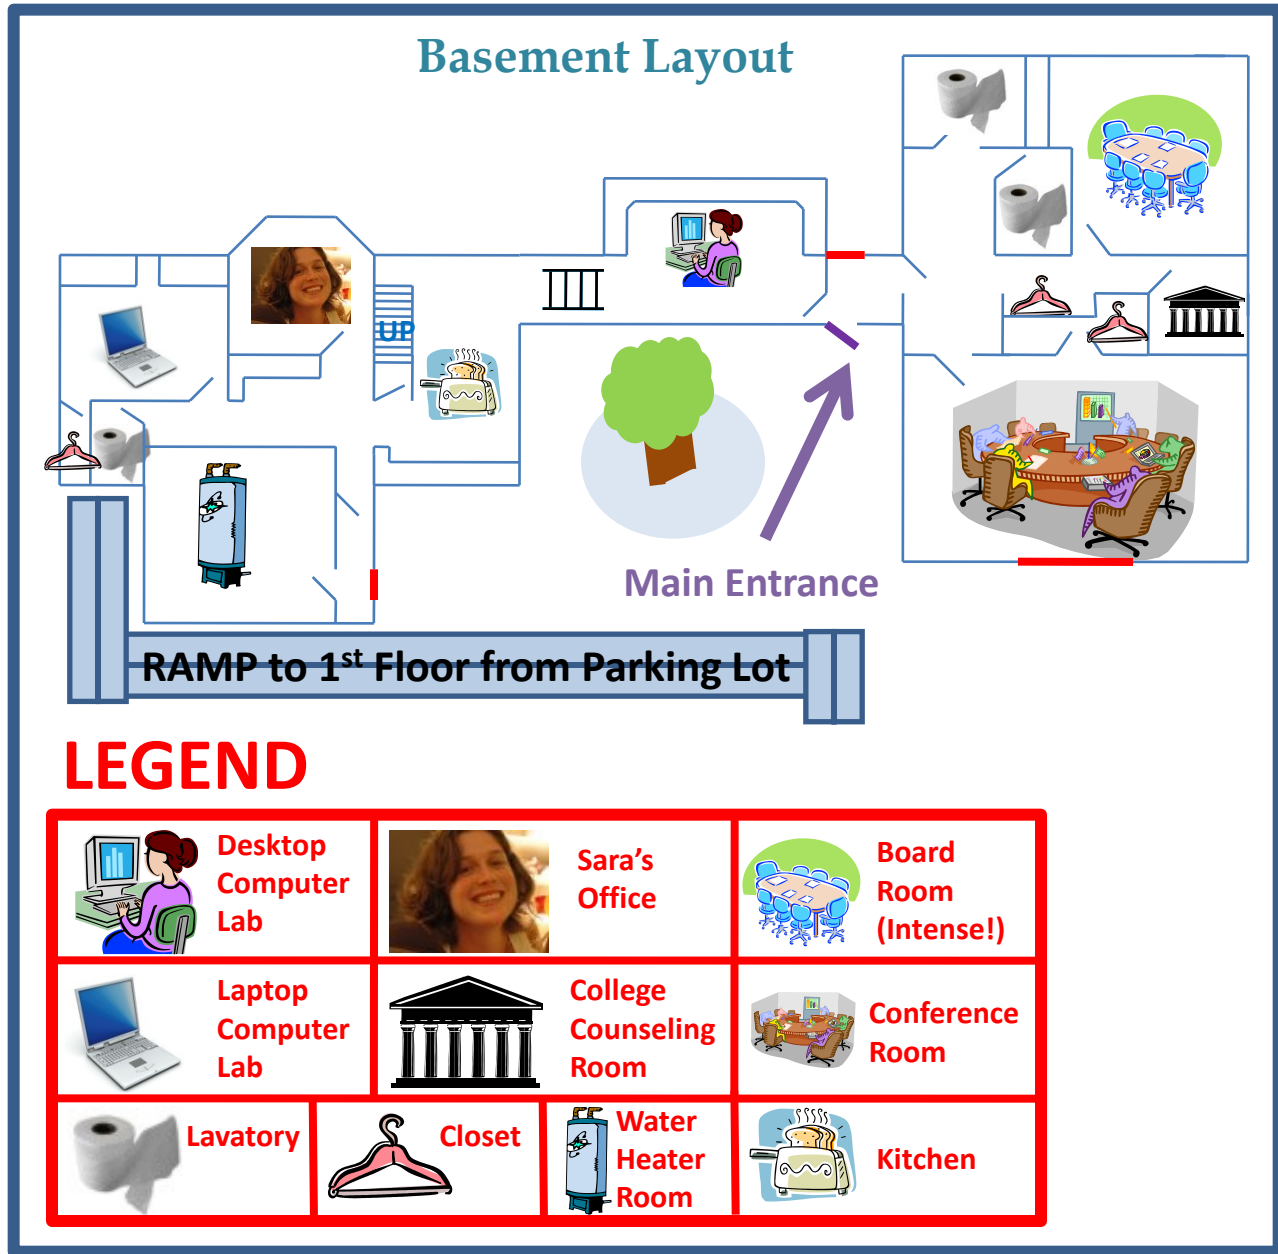 Basement Layout
UP
Main Entrance
RAMP to 1st Floor from Parking Lot
LEGEND
Desktop
Computer
Lab
Sara’s
Office
Board
Room
(Intense!)
Laptop
Computer
Lab
College
Counseling
Room
Conference
Room
Lavatory
Closet
Water
Heater
Room
Kitchen